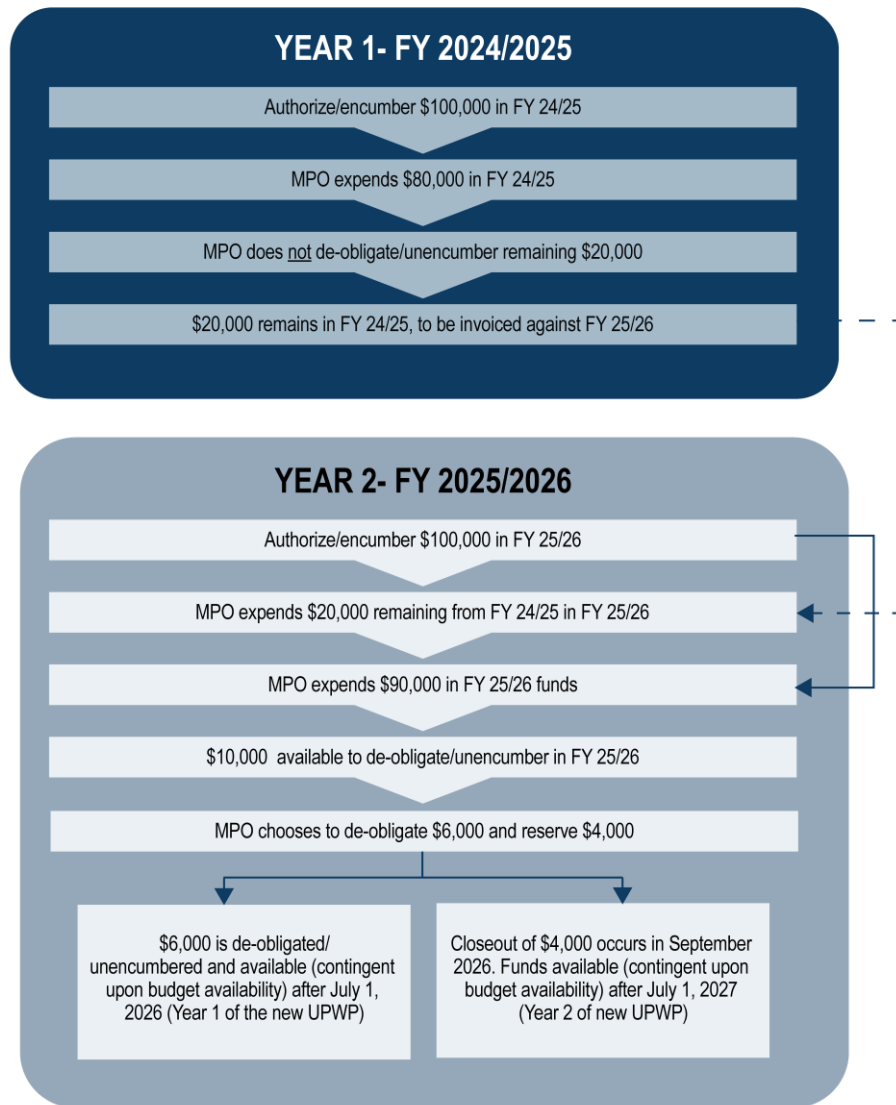 YEAR 1- FY 2024/2025
Authorize/encumber $100,000 in FY 24/25
MPO expends $80,000 in FY 24/25
MPO does not de-obligate/unencumber remaining $20,000
$20,000 remains in FY 24/25, to be invoiced against FY 25/26
YEAR 2- FY 2025/2026
Authorize/encumber $100,000 in FY 25/26
MPO expends $20,000 remaining from FY 24/25 in FY 25/26
MPO expends $90,000 in FY 25/26 funds
$10,000 available to de-obligate/unencumber in FY 25/26
MPO chooses to de-obligate $6,000 and reserve $4,000
$6,000 is de-obligated/
unencumbered and available (contingent
upon budget availability) after July 1,
2026 (Year 1 of the new UPWP)
Closeout of $4,000 occurs in September
2026. Funds available (contingent upon
budget availability) after July 1, 2027
(Year 2 of new UPWP)